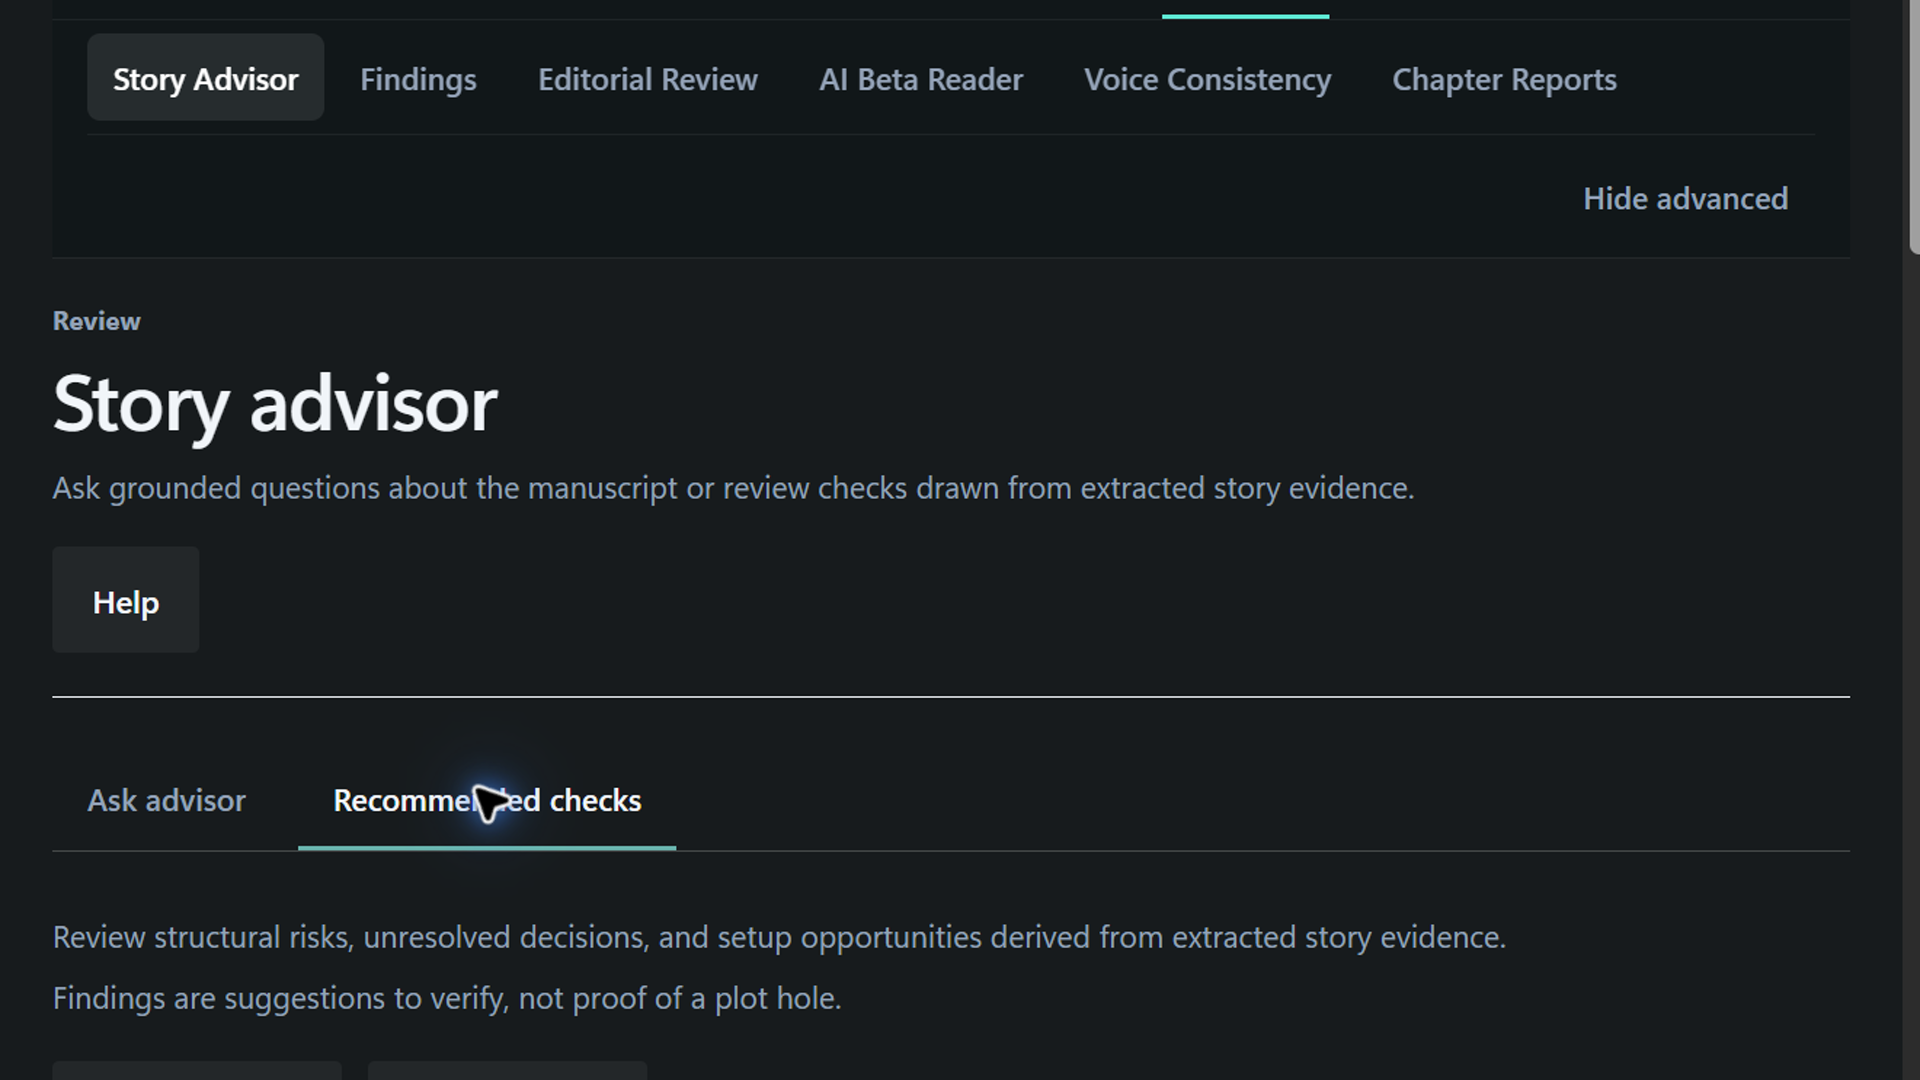 Story Advisor Findings Editorial Review AI Beta Reader Voice Consistency Chapter Reports
Hide advanced
Review
Story advisor
Ask grounded questions about the manuscript or review checks drawn from extracted story evidence.
Help
Ask advisor Recommended checks
Review structural risks, unresolved decisions, and setup opportunities derived from extracted story evidence.
Findings are suggestions to verify, not proof of a plot hole.